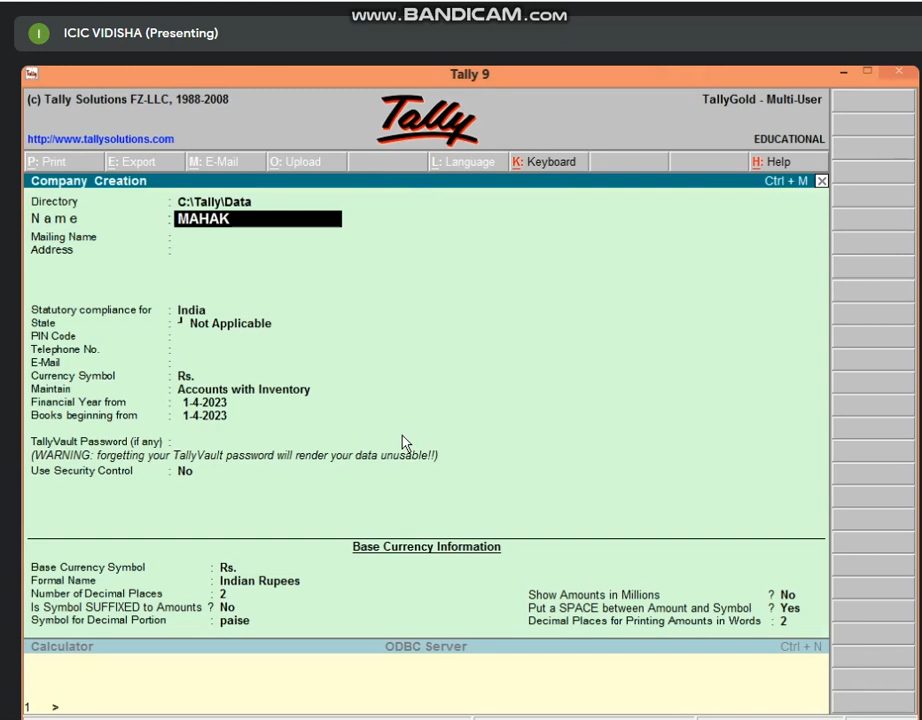 www.BANDICAM.com
I ICIC VIDISHA (Presenting)
Tally Tally 9
(c) Tally Solutions FZ-LLC, 1988-2008 Tally TallyGold - Multi-User
http://www.tallysolutions.com EDUCATIONAL
P: Print E: Export M: E-Mail O: Upload L: Language K: Keyboard H: Help
Company Creation Ctrl + M
Directory : C:\Tally\Data
Name : MAHAK
Mailing Name :
Address :
Statutory compliance for : India
State : ┘ Not Applicable
PIN Code :
Telephone No. :
E-Mail :
Currency Symbol : Rs.
Maintain : Accounts with Inventory
Financial Year from : 1-4-2023
Books beginning from : 1-4-2023
TallyVault Password (if any) :
(WARNING: forgetting your TallyVault password will render your data unusable!!)
Use Security Control : No
Base Currency Information
Base Currency Symbol : Rs.
Formal Name : Indian Rupees
Number of Decimal Places : 2 Show Amounts in Millions ? No
Is Symbol SUFFIXED to Amounts ? No Put a SPACE between Amount and Symbol ? Yes
Symbol for Decimal Portion : paise Decimal Places for Printing Amounts in Words : 2
Calculator ODBC Server Ctrl + N
1 >